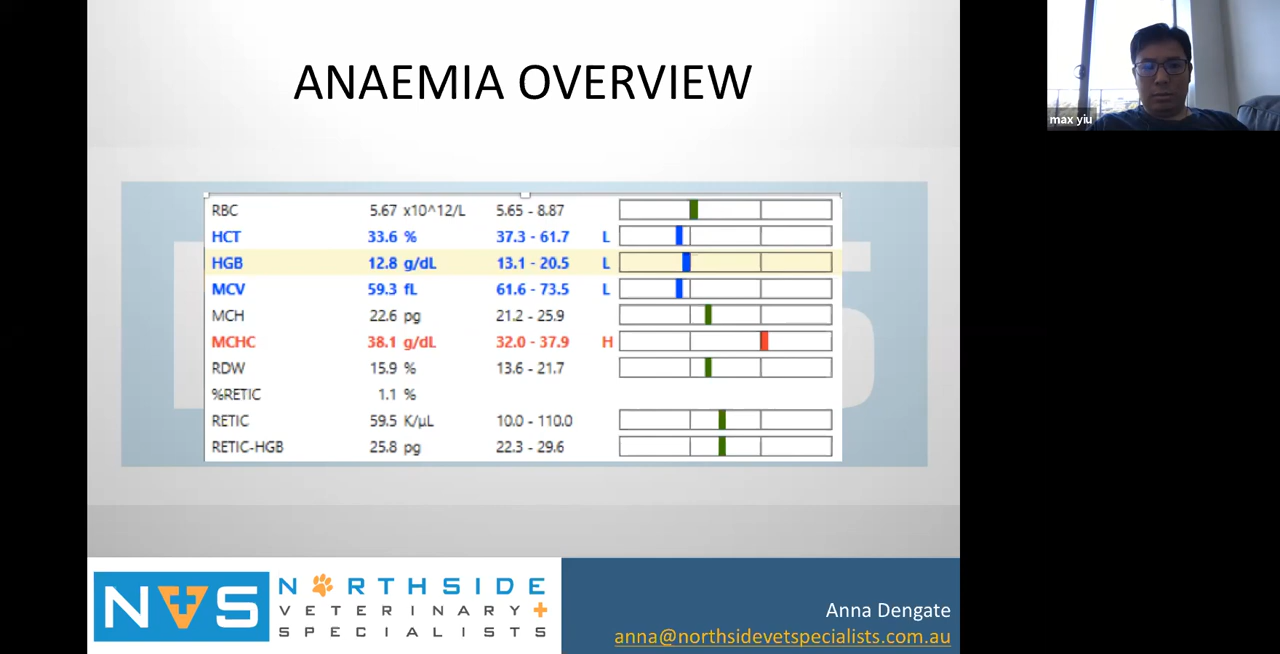 ANAEMIA OVERVIEW
max yiu
RBC 5.67 x10^12/L 5.65 - 8.87
HCT 33.6 % 37.3 - 61.7 L
HGB 12.8 g/dL 13.1 - 20.5 L
MCV 59.3 fL 61.6 - 73.5 L
MCH 22.6 pg 21.2 - 25.9
MCHC 38.1 g/dL 32.0 - 37.9 H
RDW 15.9 % 13.6 - 21.7
%RETIC 1.1 %
RETIC 59.5 K/µL 10.0 - 110.0
RETIC-HGB 25.8 pg 22.3 - 29.6
NVS
NORTHSIDE
VETERINARY
SPECIALISTS
Anna Dengate
anna@northsidevetspecialists.com.au